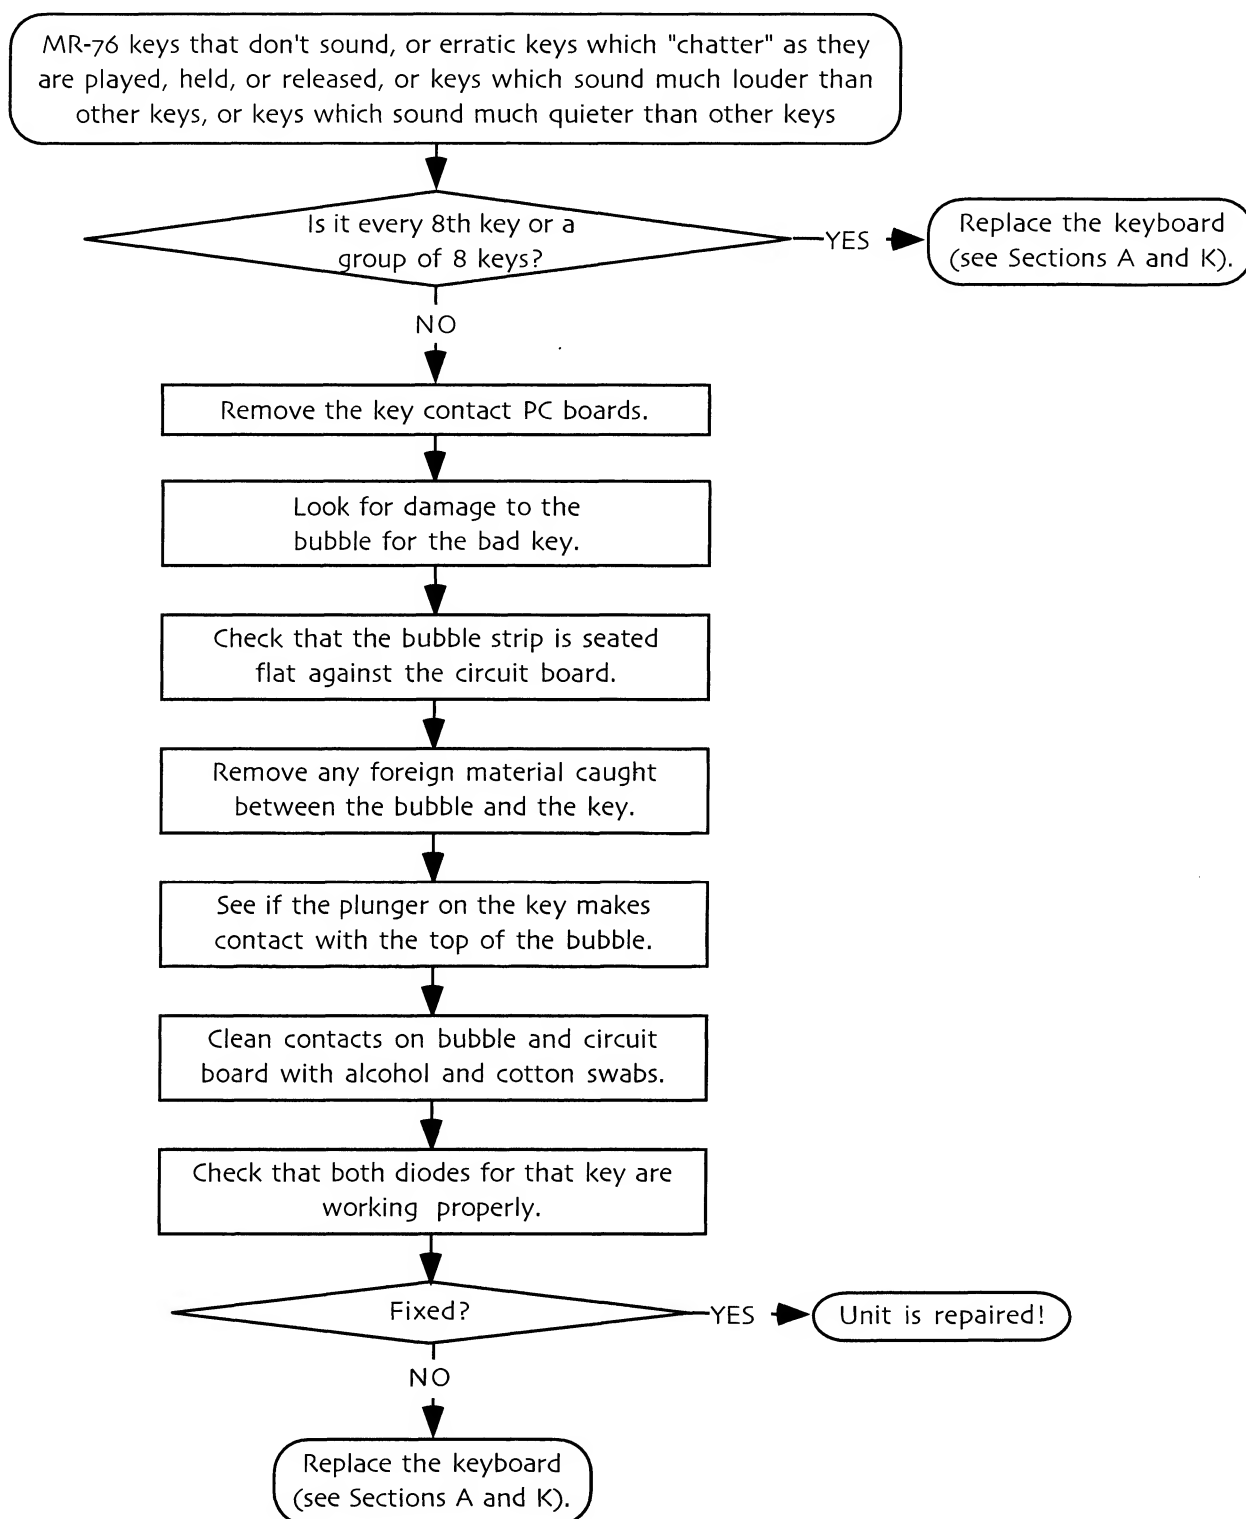 MR-76 keys that don't sound, or erratic keys which "chatter" as they
are played, held, or released, or keys which sound much louder than
other keys, or keys which sound much quieter than other keys
Is it every 8th key or a
group of 8 keys?
YES
Replace the keyboard
(see Sections A and K).
NO
Remove the key contact PC boards.
Look for damage to the
bubble for the bad key.
Check that the bubble strip is seated
flat against the circuit board.
Remove any foreign material caught
between the bubble and the key.
See if the plunger on the key makes
contact with the top of the bubble.
Clean contacts on bubble and circuit
board with alcohol and cotton swabs.
Check that both diodes for that key are
working properly.
Fixed?
YES
Unit is repaired!
NO
Replace the keyboard
(see Sections A and K).